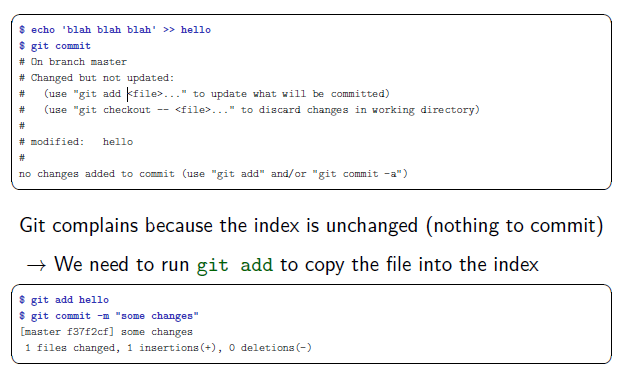 $ echo 'blah blah blah' >> hello
$ git commit
# On branch master
# Changed but not updated:
#   (use "git add <file>..." to update what will be committed)
#   (use "git checkout -- <file>..." to discard changes in working directory)
#
# modified:   hello
#
no changes added to commit (use "git add" and/or "git commit -a")
Git complains because the index is unchanged (nothing to commit)
→ We need to run git add to copy the file into the index
$ git add hello
$ git commit -m "some changes"
[master f37f2cf] some changes
1 files changed, 1 insertions(+), 0 deletions(-)